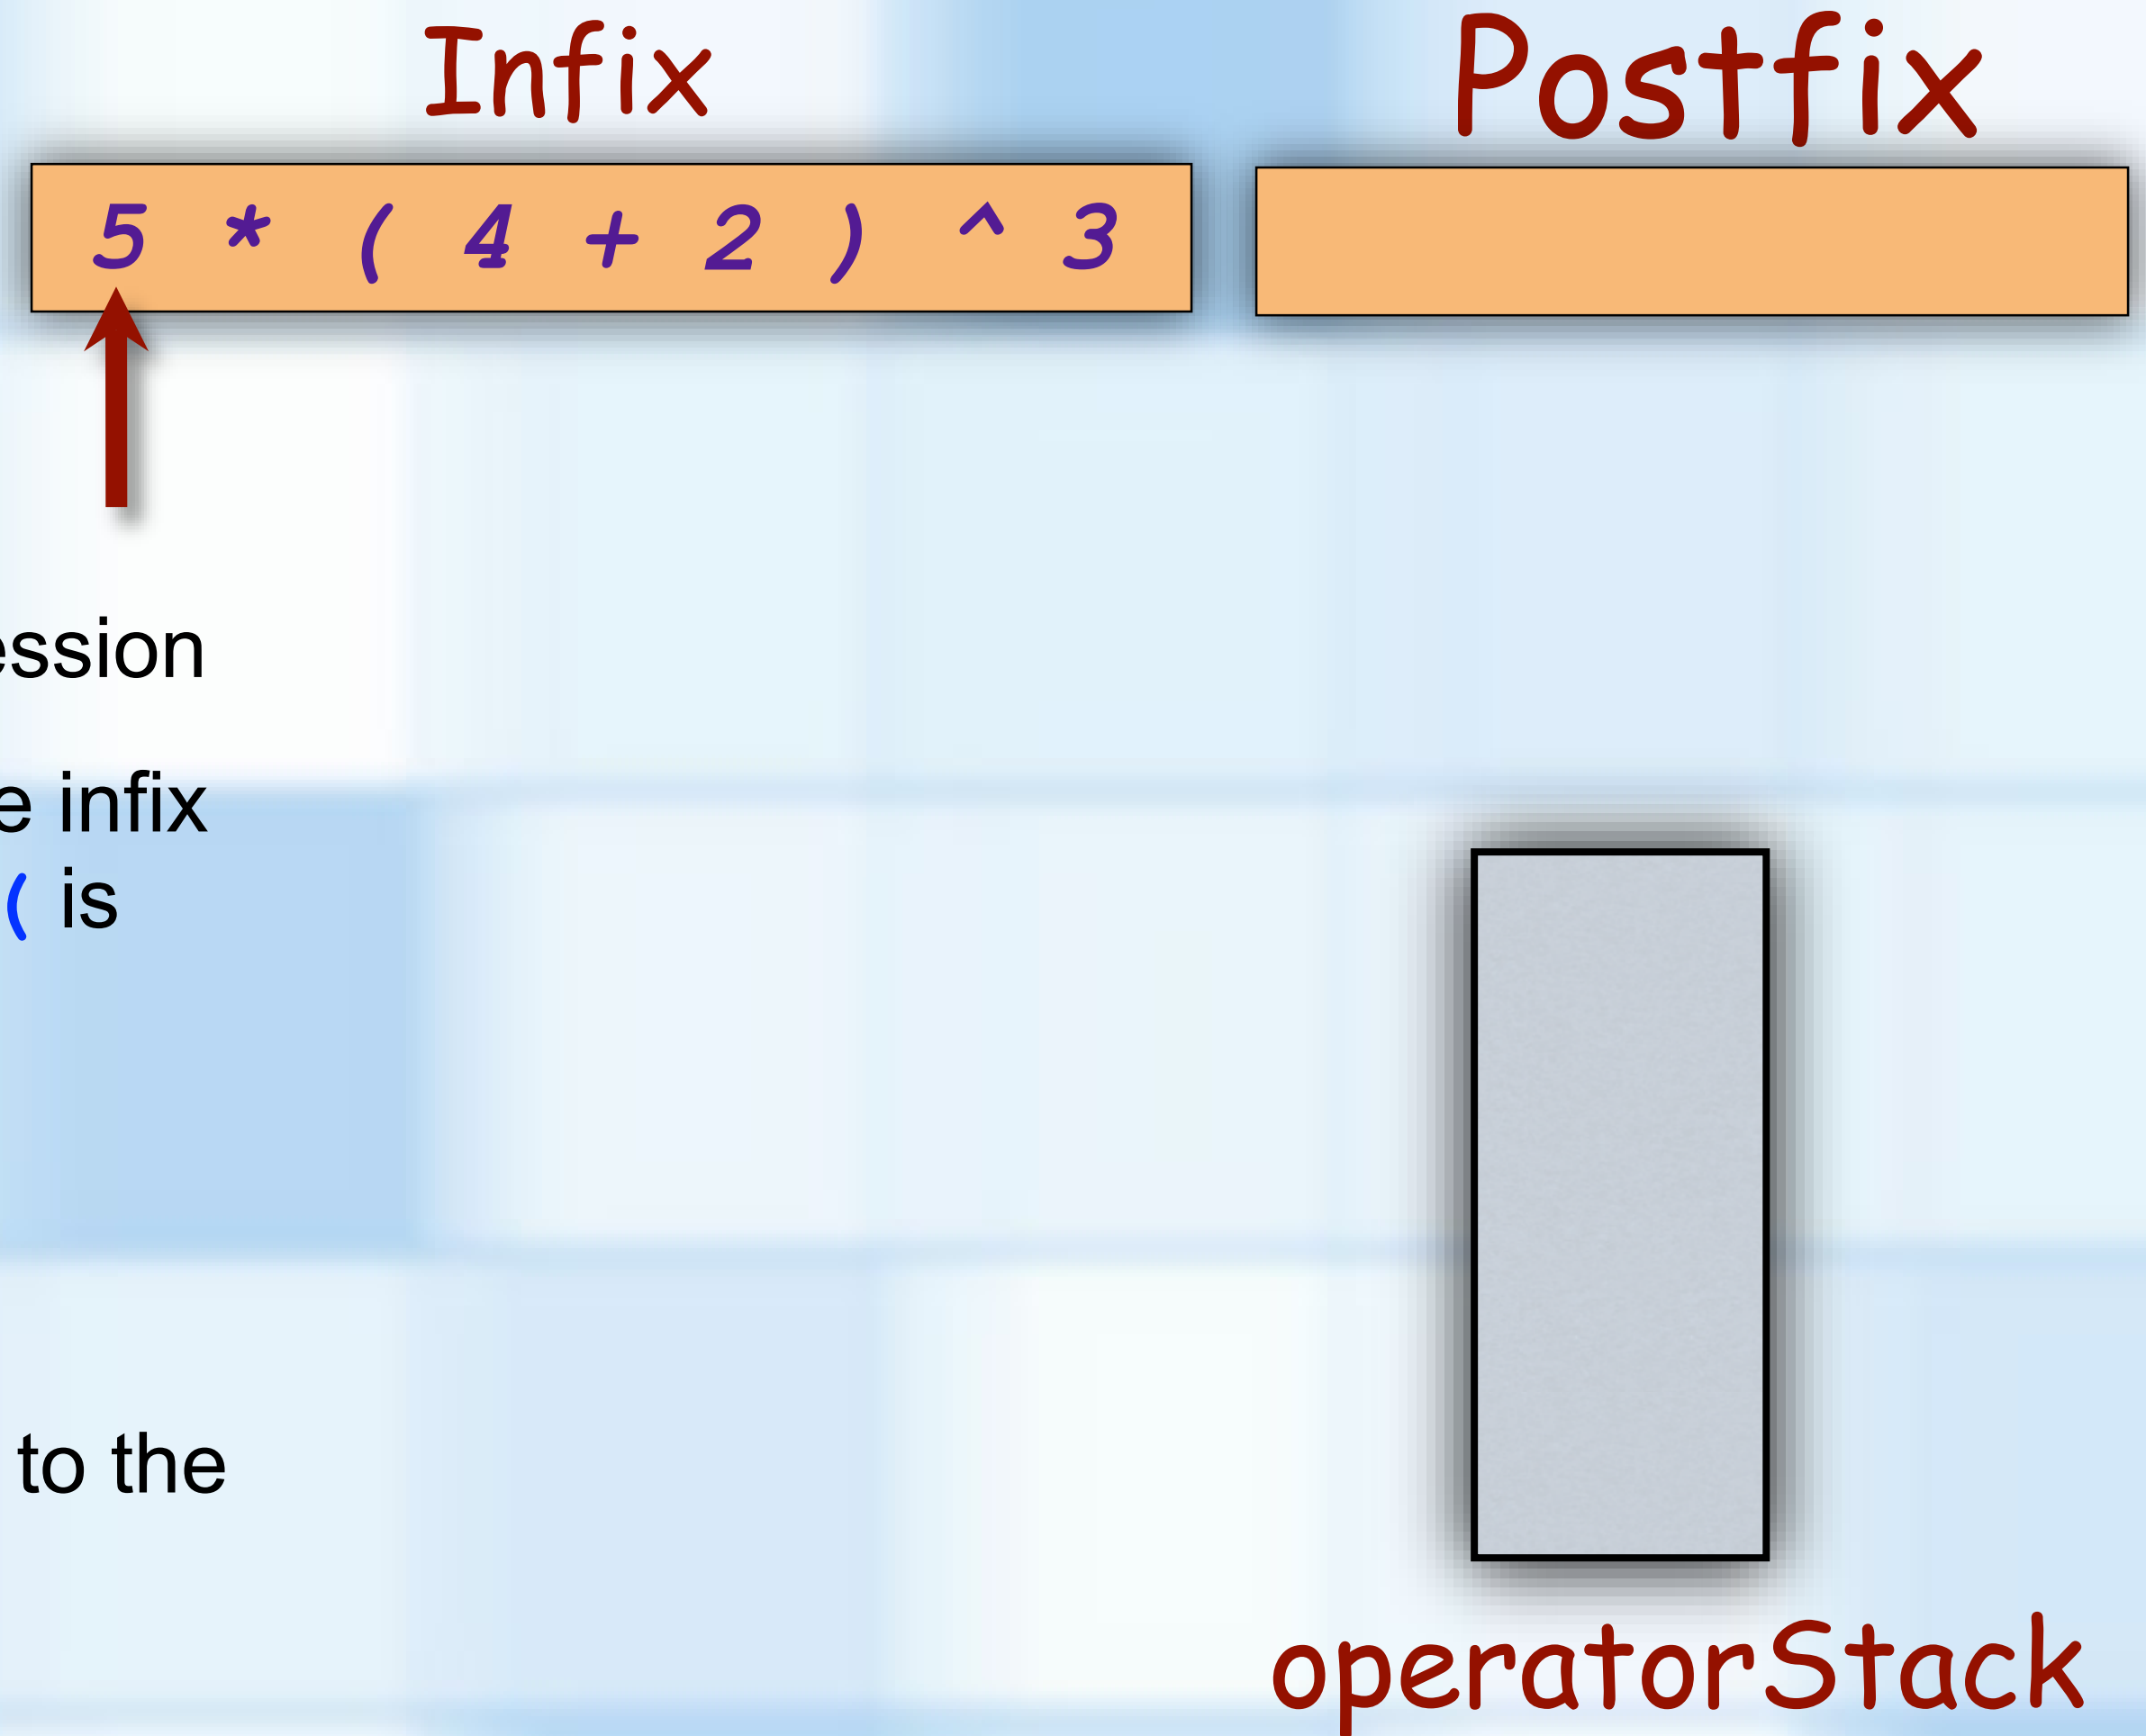 Infix Postfix
5 * ( 4 + 2 ) ^ 3
ession
e infix
( is
to the
operatorStack